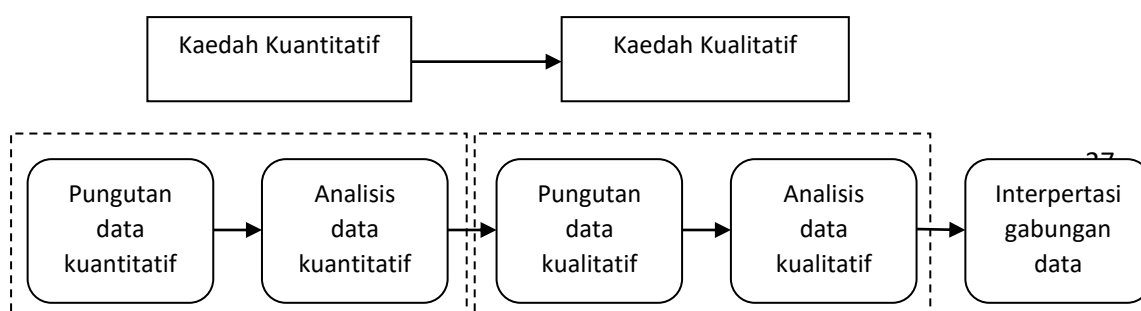 Kaedah Kuantitatif
Kaedah Kualitatif
Pungutan
data
kuantitatif
Analisis
data
kuantitatif
Pungutan
data
kualitatif
Analisis
data
kualitatif
Interpertasi
gabungan
data